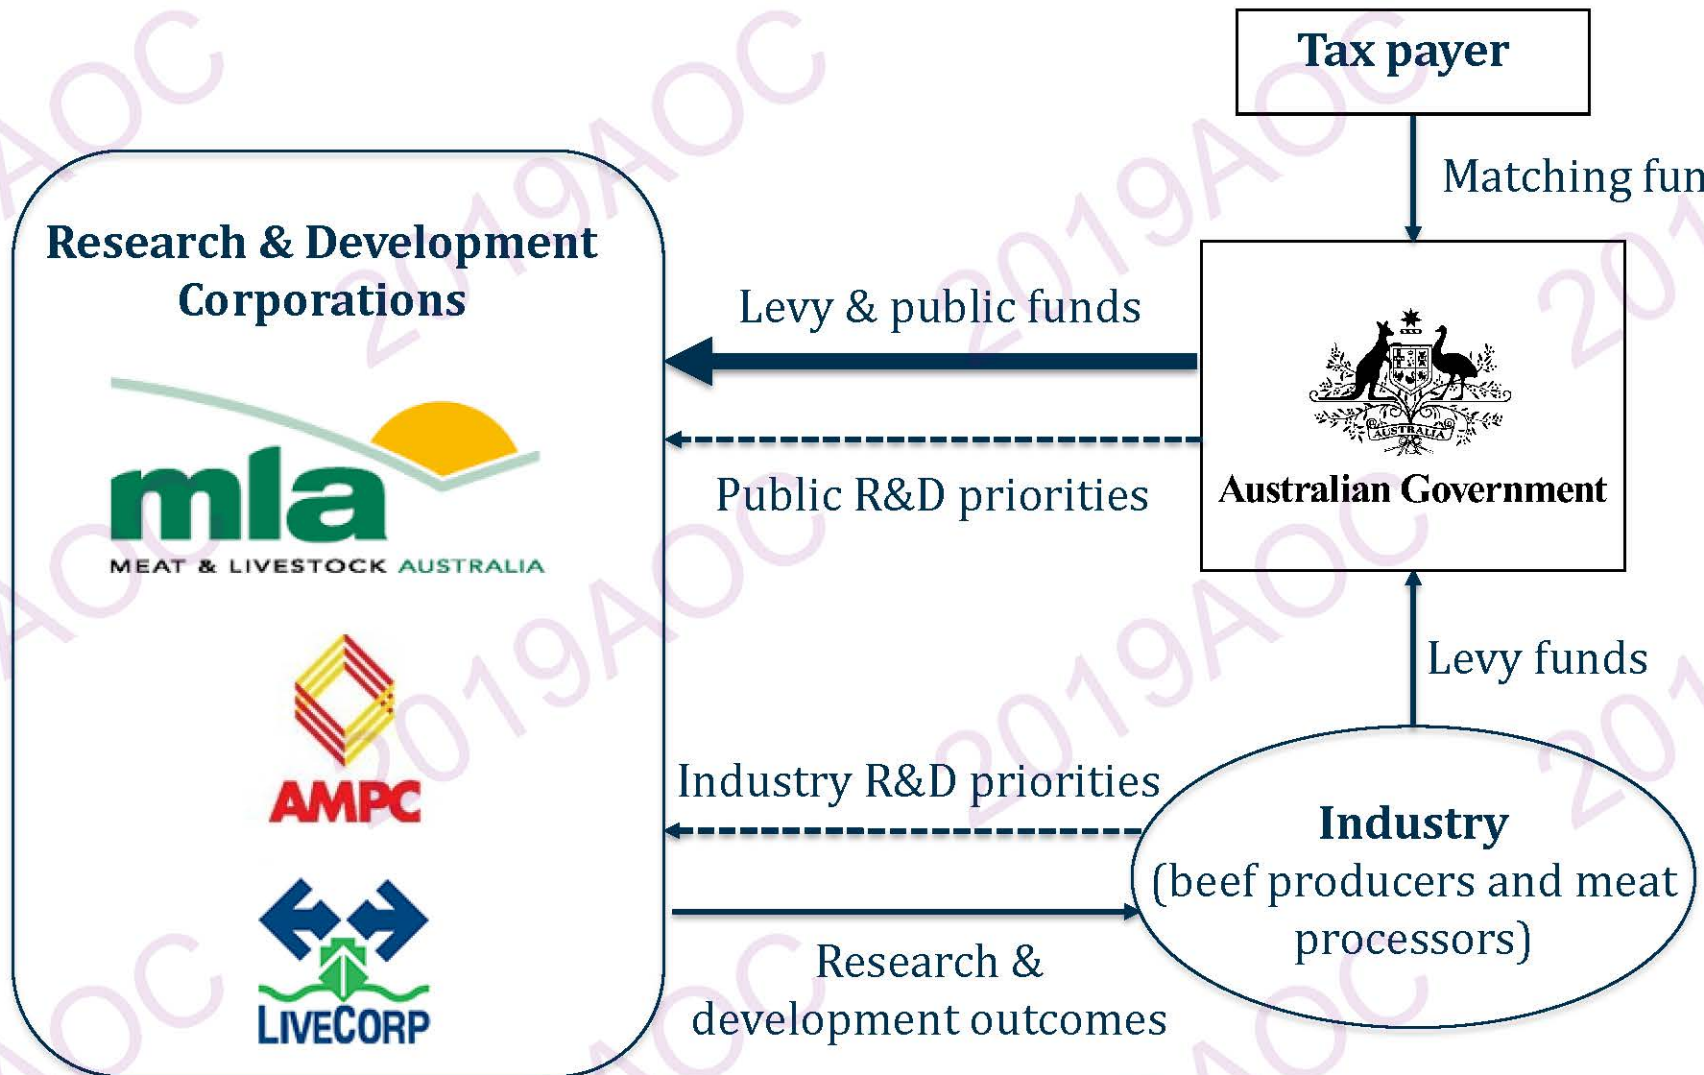 Tax payer
Matching fun
Research & Development
Corporations
Levy & public funds
Public R&D priorities
AUSTRALIA
Australian Government
mla
MEAT & LIVESTOCK AUSTRALIA
Levy funds
AMPC
Industry R&D priorities
Industry
(beef producers and meat
processors)
LIVECORP
Research &
development outcomes
2019AOC